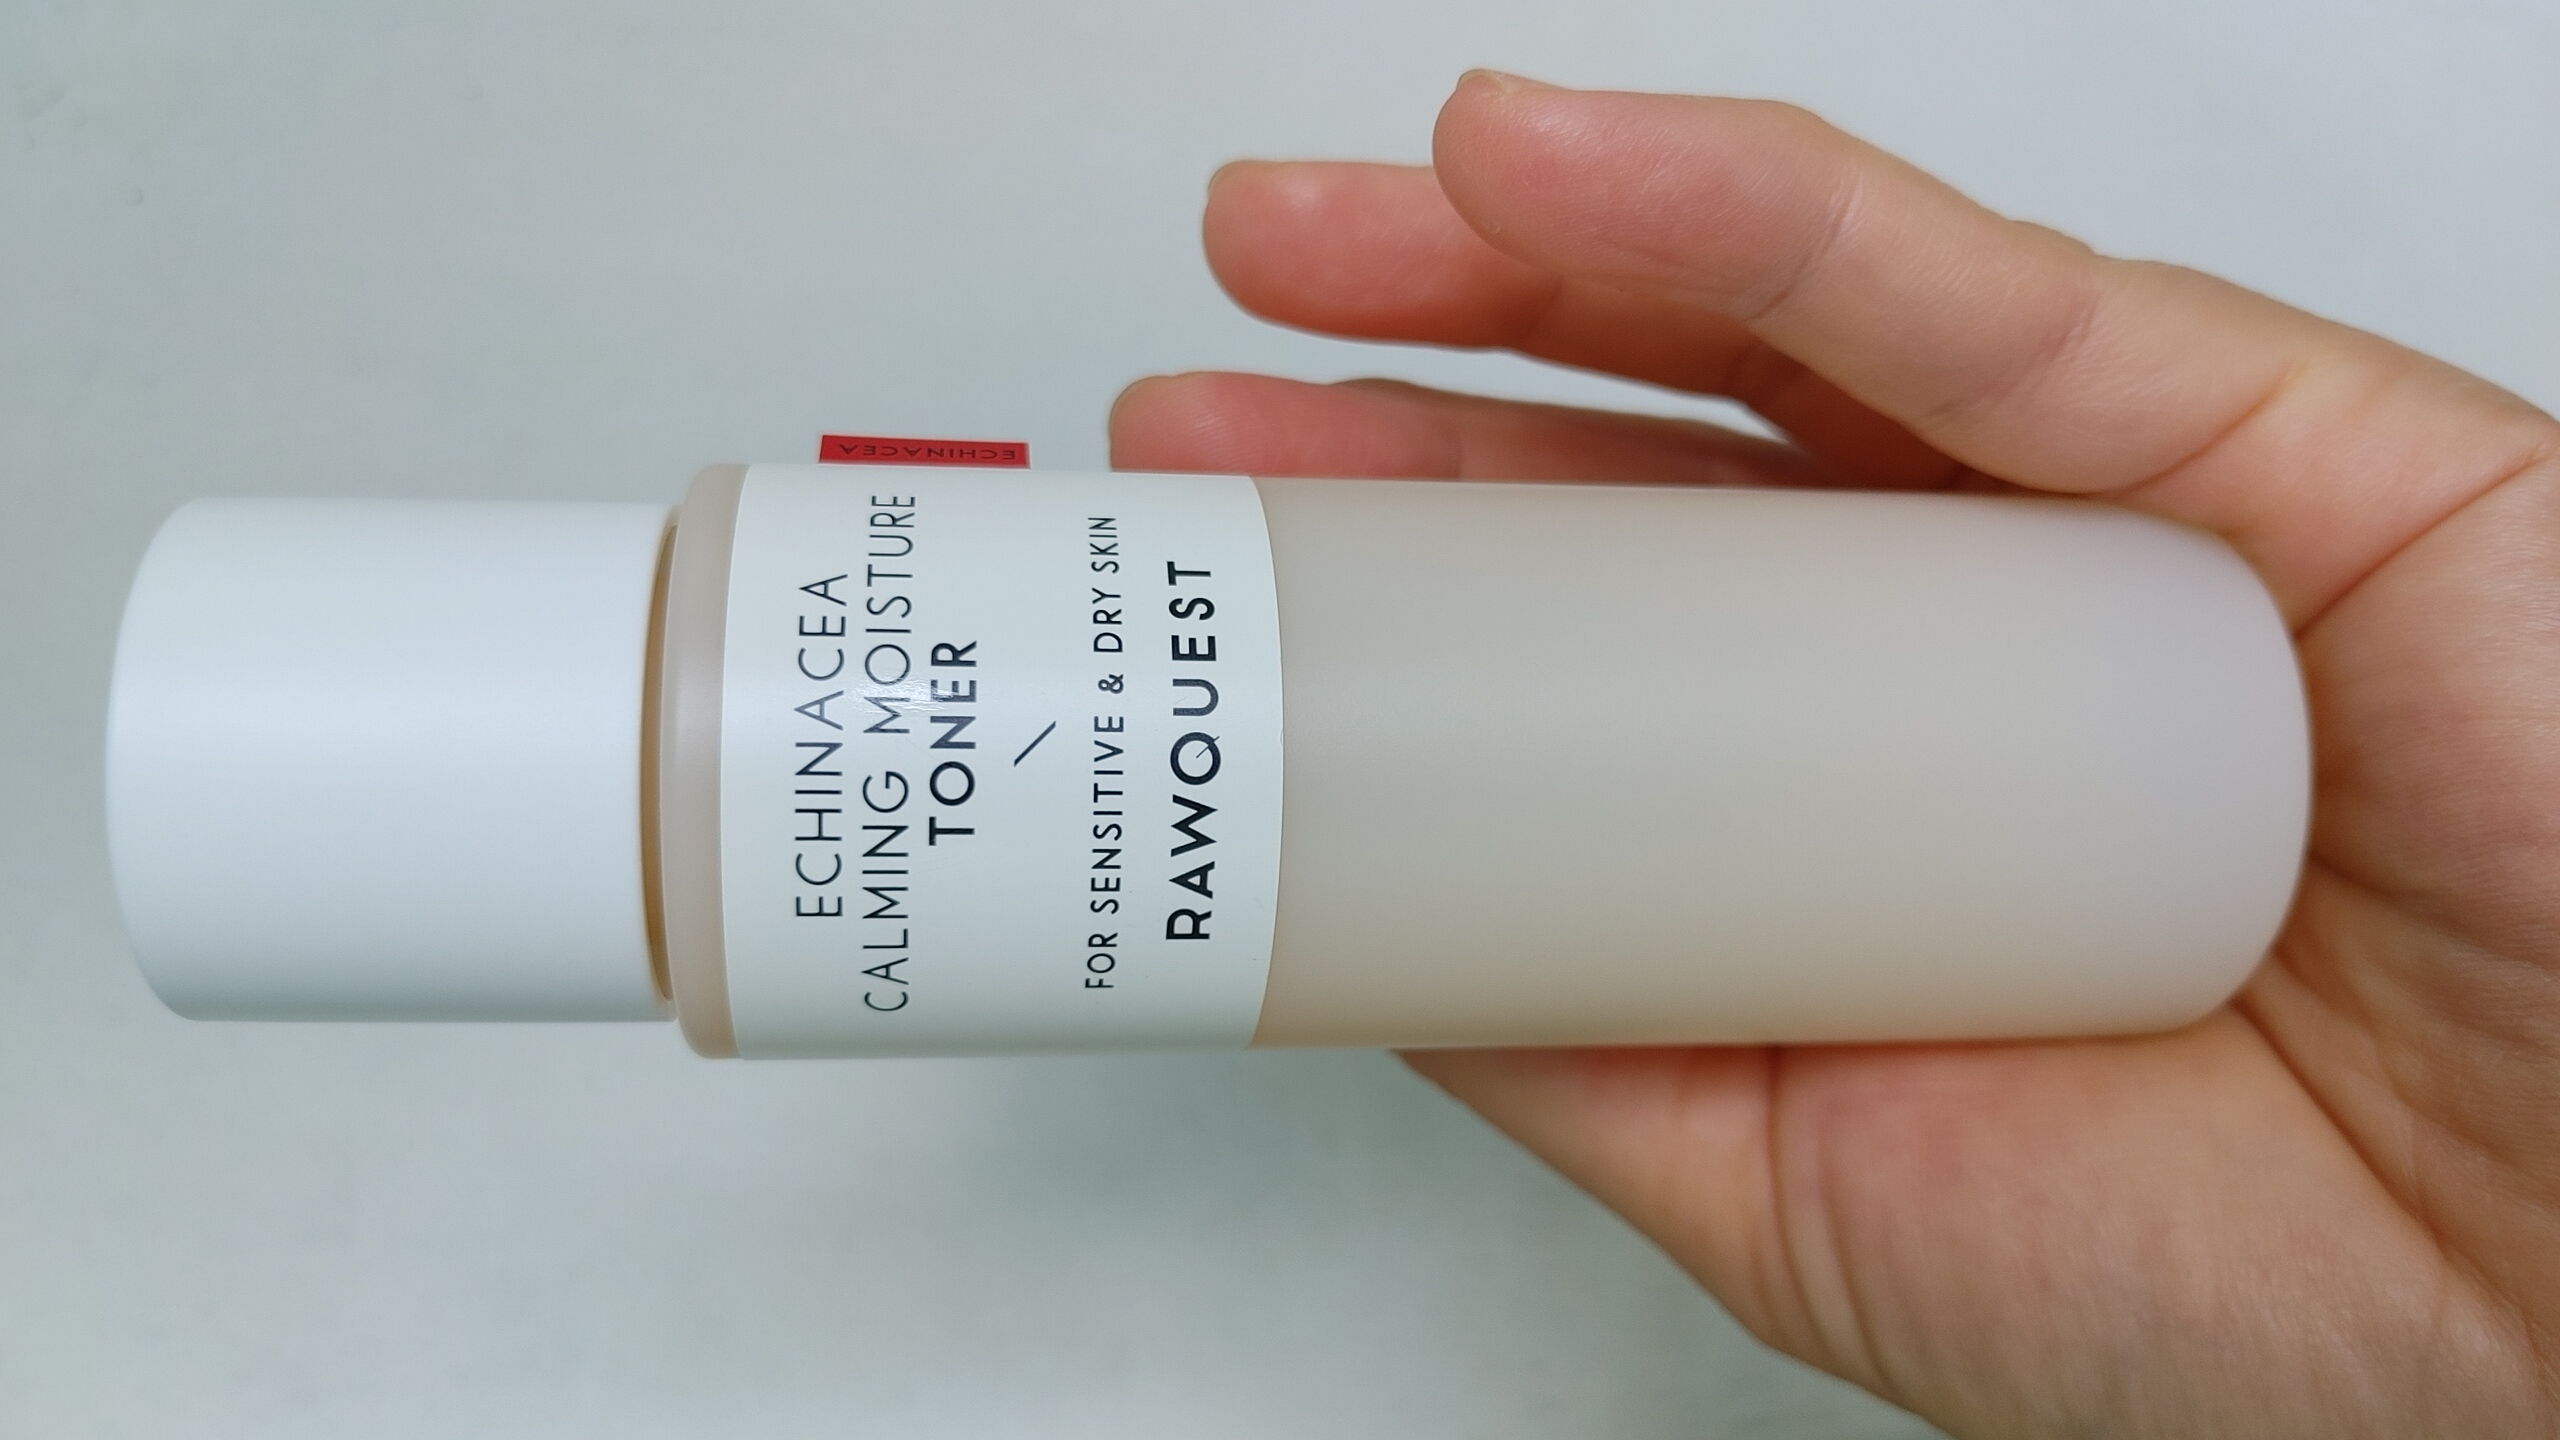 ECHINACEA
ECHINACEA
CALMING MOISTURE
TONER
FOR SENSITIVE & DRY SKIN
RAWQUEST